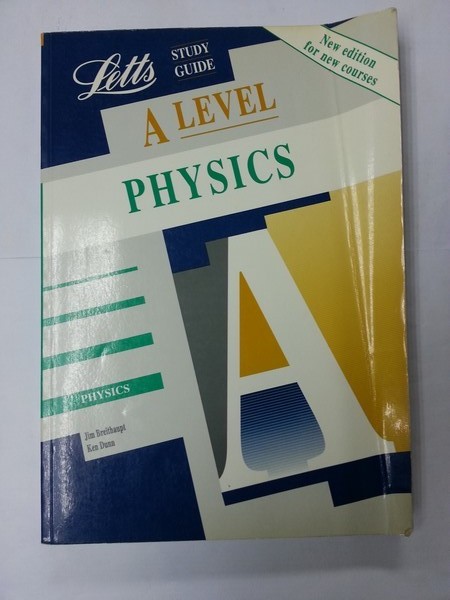 Letts
STUDY
GUIDE
New edition
for new courses
A LEVEL
PHYSICS
A
PHYSICS
Jim Breithaupt
Ken Dunn